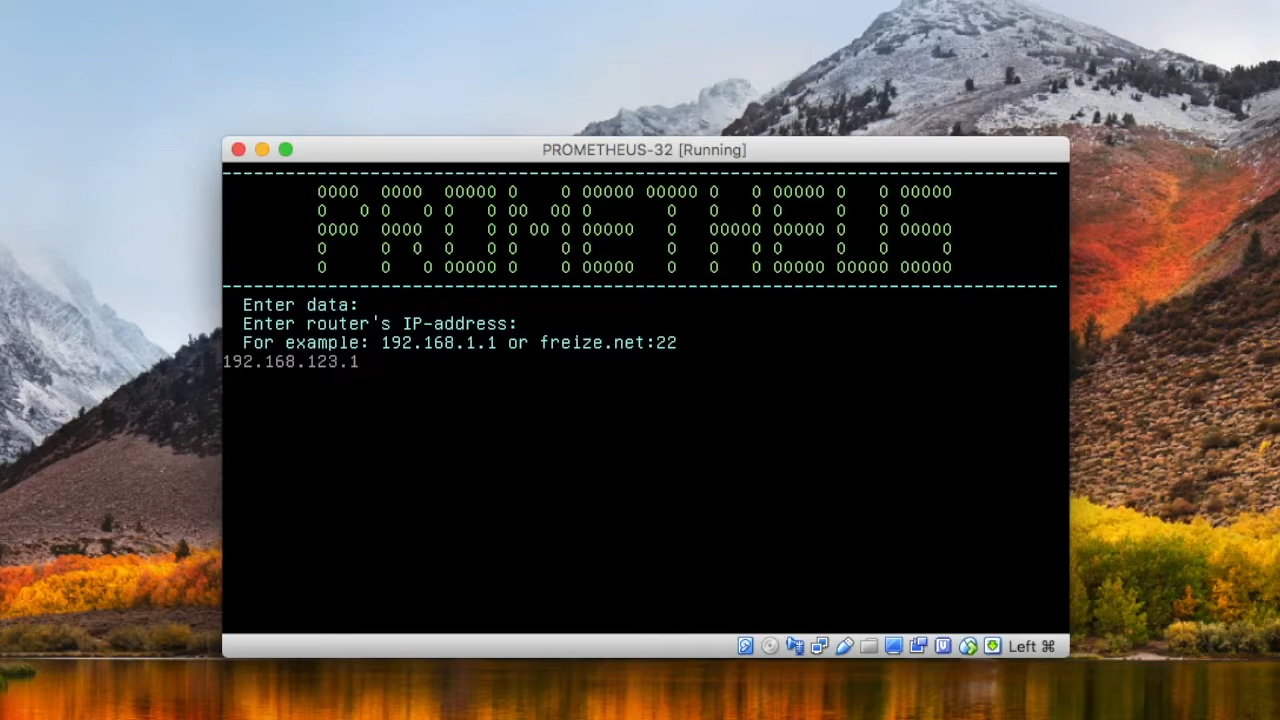 PROMETHEUS-32 [Running]
PROMETHEUS
Enter data:
Enter router's IP-address:
For example: 192.168.1.1 or freize.net:22
192.168.123.1
Left ⌘